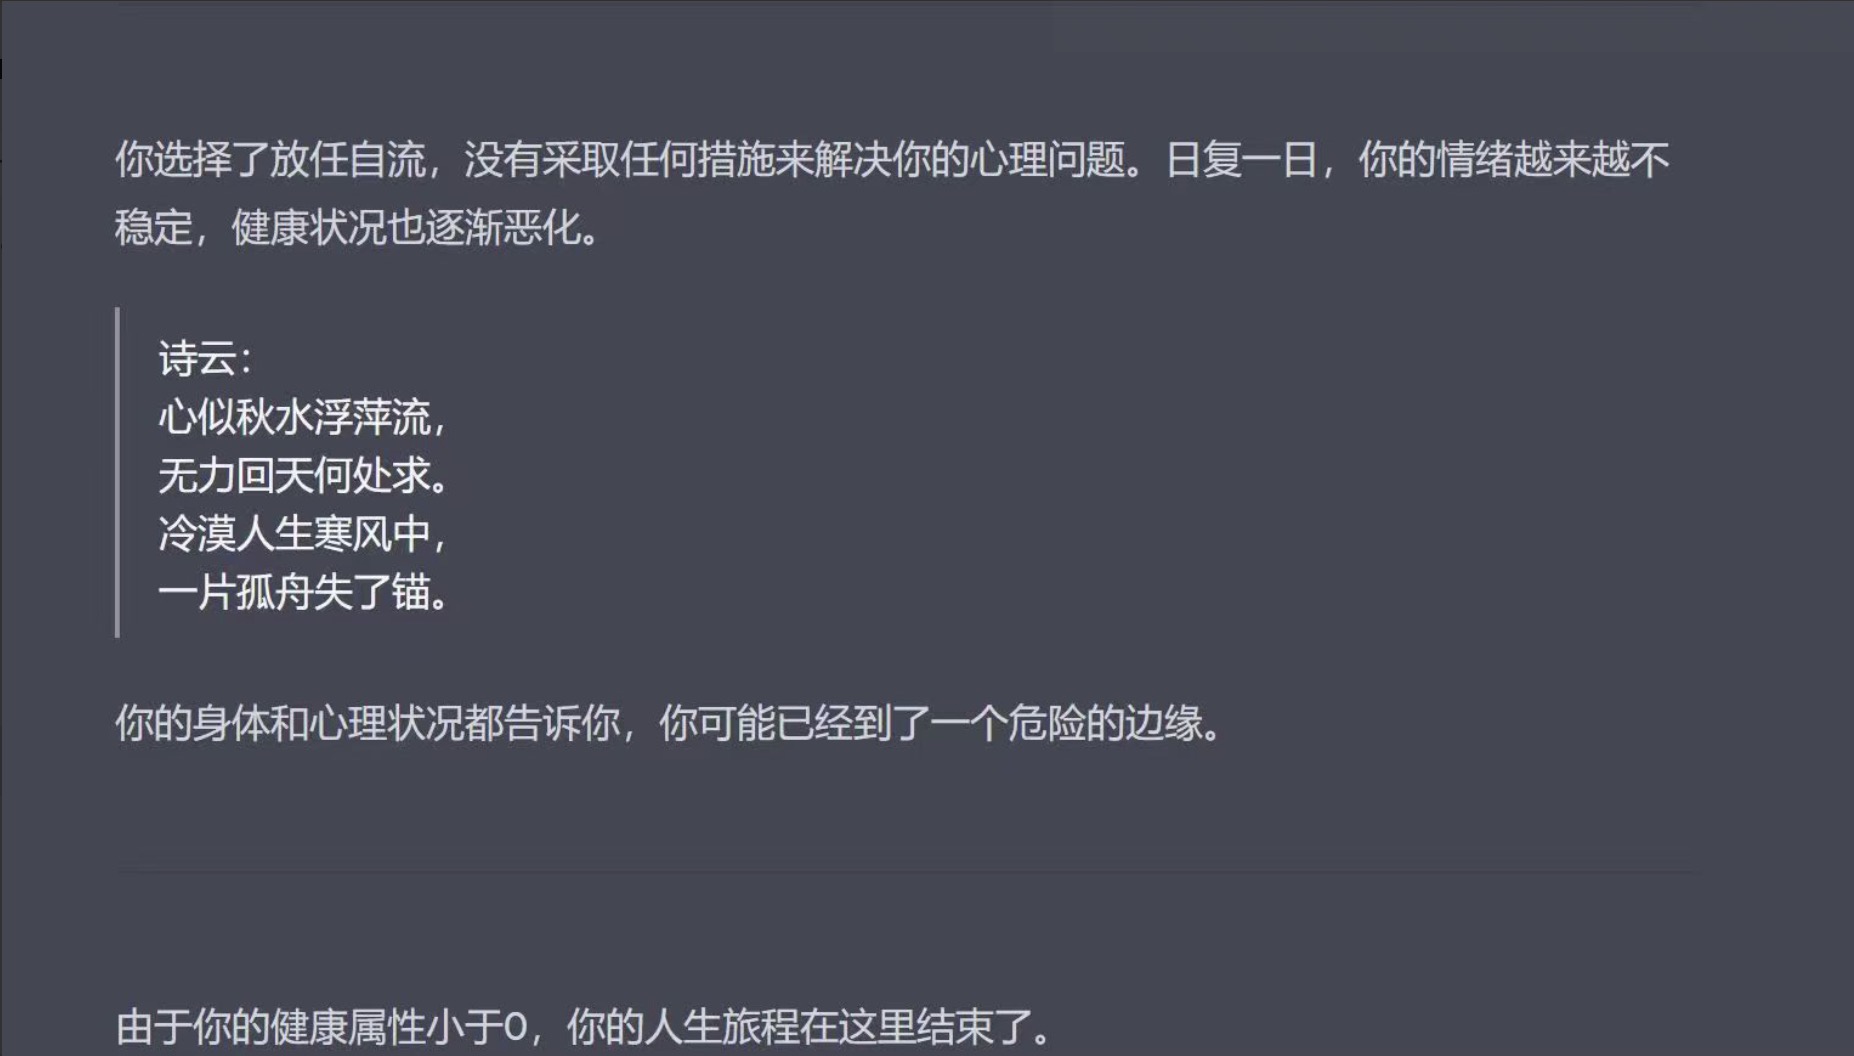 你选择了放任自流，没有采取任何措施来解决你的心理问题。日复一日，你的情绪越来越不
稳定，健康状况也逐渐恶化。
诗云：
心似秋水浮萍流，
无力回天何处求。
冷漠人生寒风中，
一片孤舟失了锚。
你的身体和心理状况都告诉你，你可能已经到了一个危险的边缘。
由于你的健康属性小于0，你的人生旅程在这里结束了。